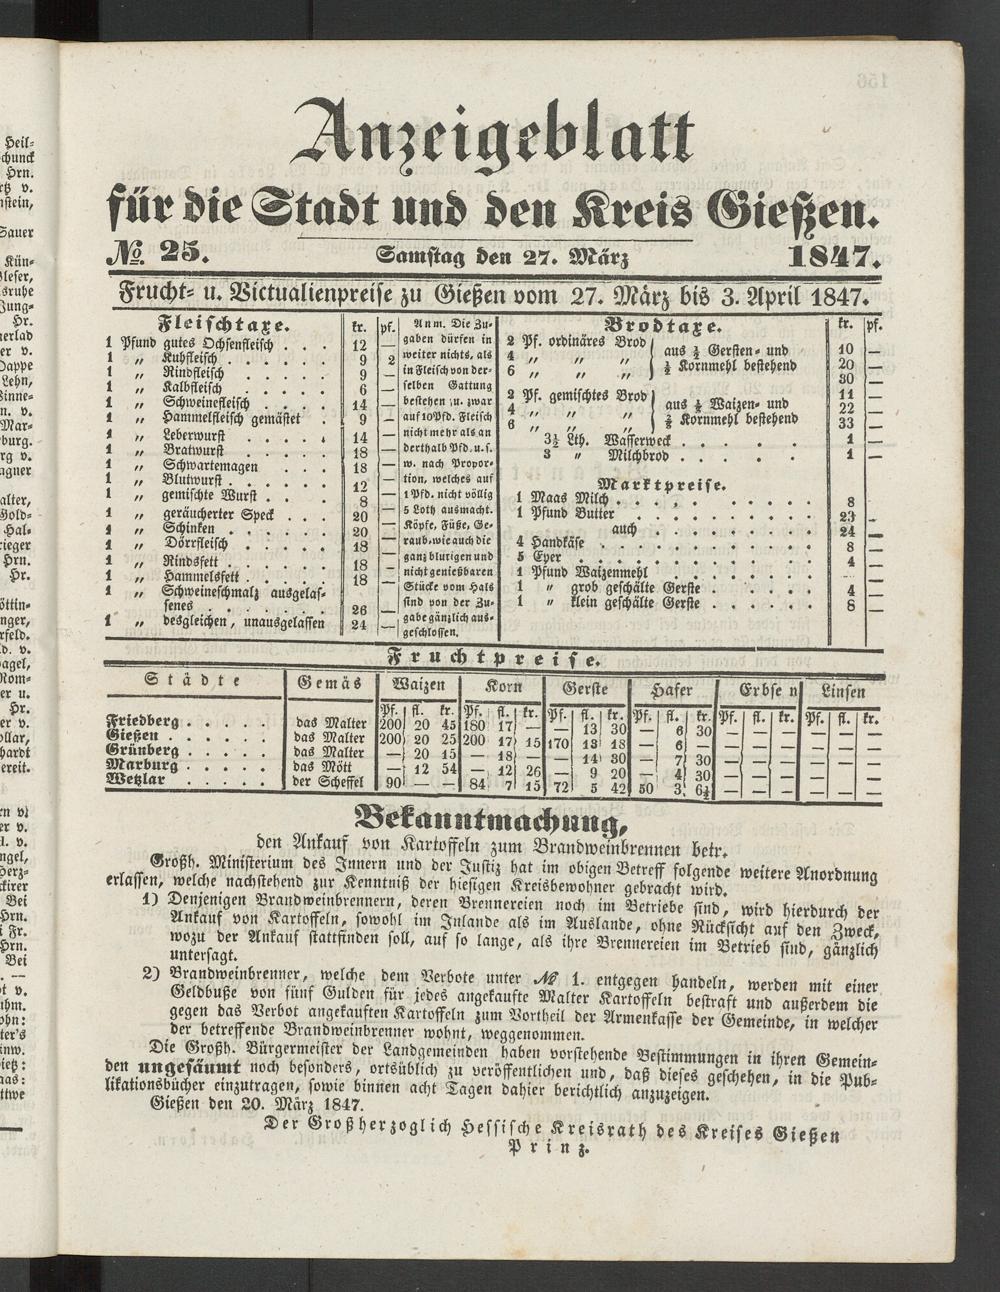 Anzeigeblatt
für die Stadt und den Kreis Gießen.
№. 25. Samstag den 27. März 1847.
Frucht- u. Victualienpreise zu Gießen vom 27. März bis 3. April 1847.
Fleischtaxe. kr. pf.
1 Pfund gutes Ochsenfleisch . . . 12 —
1 „ Kuhfleisch . . . . 9 2
1 „ Rindfleisch . . . . 9 —
1 „ Kalbfleisch . . . . 6 —
1 „ Schweinefleisch . . . 14 —
1 „ Hammelfleisch gemästet . . 9 —
1 „ Leberwurst . . . . 14 —
1 „ Bratwurst . . . . 18 —
1 „ Schwartemagen . . . 18 —
1 „ Blutwurst . . . . . 12 —
1 „ gemischte Wurst . . . 8 —
1 „ geräucherter Speck . . . 20 —
1 „ Schinken . . . . . 20 —
1 „ Dörrfleisch . . . . 18 —
1 „ Rindsfett . . . . . 18 —
1 „ Hammelsfett . . . . 18 —
1 „ Schweineschmalz ausgelas-
senes . . . . . 26 —
1 „ desgleichen, unausgelassen 24 —
Anm. Die Zu-
gaben dürfen in
weiter nichts, als
in Fleisch von der-
selben Gattung
bestehen u. zwar
auf 10 Pfd. Fleisch
nicht mehr als an
derthalb Pfd. u. s.
w. nach Propor-
tion, welches auf
1 Pfd. nicht völlig
5 Loth ausmacht.
Köpfe, Füße, Ge-
raub, wie auch die
ganz blutigen und
nicht genießbaren
Stücke vom Hals
sind von der Zu-
gabe gänzlich aus-
geschlossen.
Brodtaxe. kr. pf.
2 Pf. ordinäres Brod 10 —
4 „ „ „ aus ½ Gersten- und 20 —
6 „ „ „ ½ Kornmehl bestehend 30 —
2 Pf. gemischtes Brod 11 —
4 „ „ „ aus Waizen- und 22 —
6 „ „ „ Kornmehl bestehend 33 —
3½ Lth. Wasserweck . . . . . 1 —
3 „ Milchbrod . . . . . 1 —
Marktpreise.
1 Maas Milch . . . . . . . . 8 —
1 Pfund Butter . . . . . . . . 23 —
auch . . . . . . . 24 —
4 Handkäse . . . . . . . . . 8 —
5 Eyer . . . . . . . . . . 4 —
1 Pfund Waizenmehl . . . . . . .
1 „ grob geschälte Gerste . . . . . 4 —
1 „ klein geschälte Gerste . . . . . 8 —
Fruchtpreise.
Städte Gemäs Waizen Korn Gerste Hafer Erbsen Linsen
Pf. fl. kr. Pf. fl. kr. Pf. fl. kr. Pf. fl. kr. Pf. fl. kr. Pf. fl. kr.
Friedberg . . . . . das Malter 200 20 45 180 17 — — 13 30 — 6 30 — — — — — —
Gießen . . . . . . das Malter 200 20 25 200 17 15 170 13 18 — 6 — — — — — — —
Grünberg . . . . . das Malter — 20 15 — 18 — — 14 30 — 7 30 — — — — — —
Marburg . . . . . das Mött — 12 54 — 12 26 — 9 20 — 4 30 — — — — — —
Wetzlar . . . . . der Scheffel 90 — — 84 7 15 72 5 42 50 3 6½ — — — — — —
Bekanntmachung,
den Ankauf von Kartoffeln zum Brandweinbrennen betr.
Großh. Ministerium des Innern und der Justiz hat im obigen Betreff folgende weitere Anordnung
erlassen, welche nachstehend zur Kenntniß der hiesigen Kreisbewohner gebracht wird.
1) Denjenigen Brandweinbrennern, deren Brennereien noch im Betriebe sind, wird hierdurch der
Ankauf von Kartoffeln, sowohl im Inlande als im Auslande, ohne Rücksicht auf den Zweck,
wozu der Ankauf stattfinden soll, auf so lange, als ihre Brennereien im Betrieb sind, gänzlich
untersagt.
2) Brandweinbrenner, welche dem Verbote unter № 1. entgegen handeln, werden mit einer
Geldbuße von fünf Gulden für jedes angekaufte Malter Kartoffeln bestraft und außerdem die
gegen das Verbot angekauften Kartoffeln zum Vortheil der Armenkasse der Gemeinde, in welcher
der betreffende Brandweinbrenner wohnt, weggenommen.
Die Großh. Bürgermeister der Landgemeinden haben vorstehende Bestimmungen in ihren Gemein-
den ungesäumt noch besonders, ortsüblich zu veröffentlichen und, daß dieses geschehen, in die Pub-
likationsbücher einzutragen, sowie binnen acht Tagen dahier berichtlich anzuzeigen.
Gießen den 20. März 1847.
Der Großherzoglich Hessische Kreisrath des Kreises Gießen
Prinz.